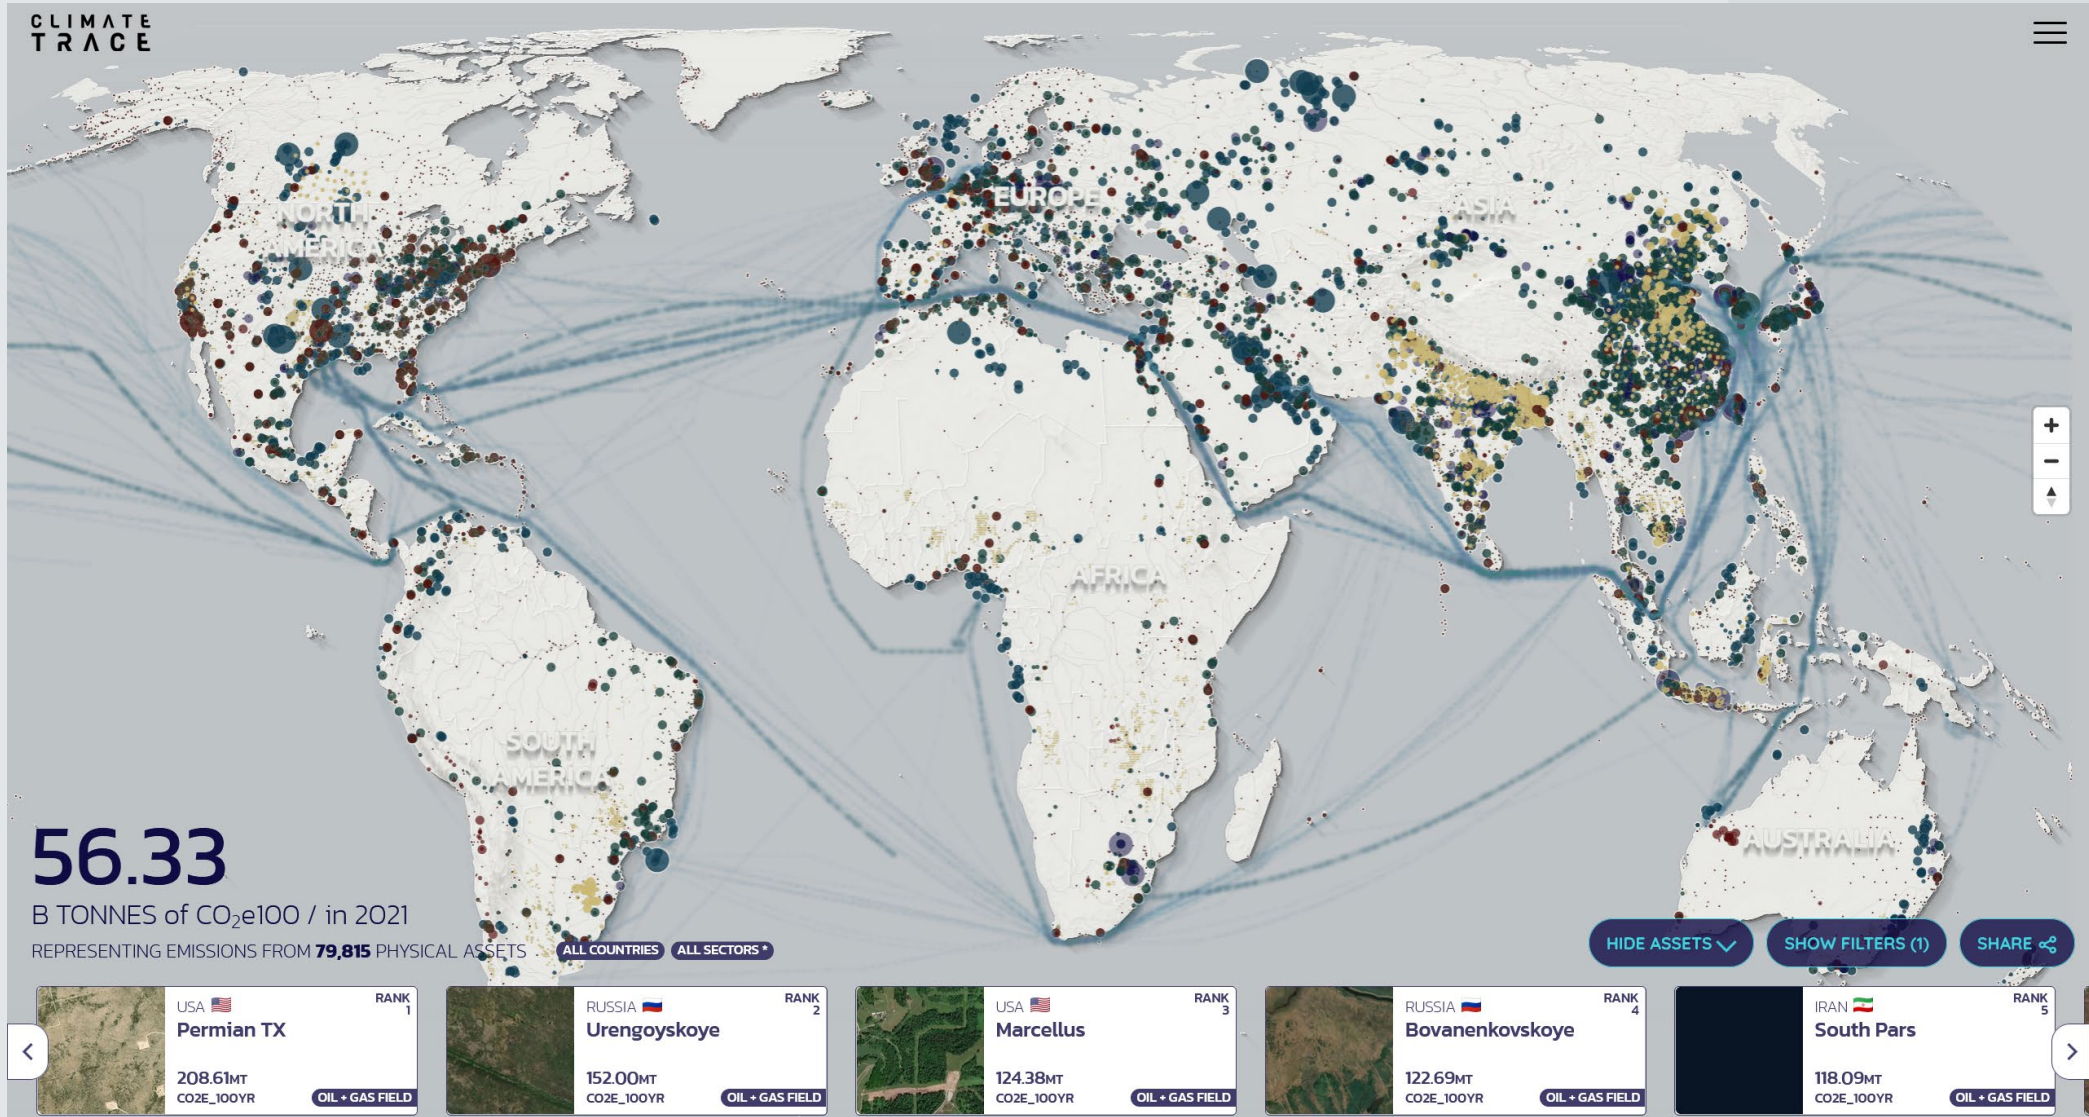 CLIMATE
TRACE
NORTH
AMERICA
EUROPE
ASIA
AFRICA
SOUTH
AMERICA
AUSTRALIA
56.33
B TONNES of CO₂e100 / in 2021
REPRESENTING EMISSIONS FROM 79,815 PHYSICAL ASSETS
ALL COUNTRIES
ALL SECTORS *
HIDE ASSETS
SHOW FILTERS (1)
SHARE
USA
RANK
1
Permian TX
208.61MT
CO2E_100YR
OIL + GAS FIELD
RUSSIA
RANK
2
Urengoyskoye
152.00MT
CO2E_100YR
OIL + GAS FIELD
USA
RANK
3
Marcellus
124.38MT
CO2E_100YR
OIL + GAS FIELD
RUSSIA
RANK
4
Bovanenkovskoye
122.69MT
CO2E_100YR
OIL + GAS FIELD
IRAN
RANK
5
South Pars
118.09MT
CO2E_100YR
OIL + GAS FIELD